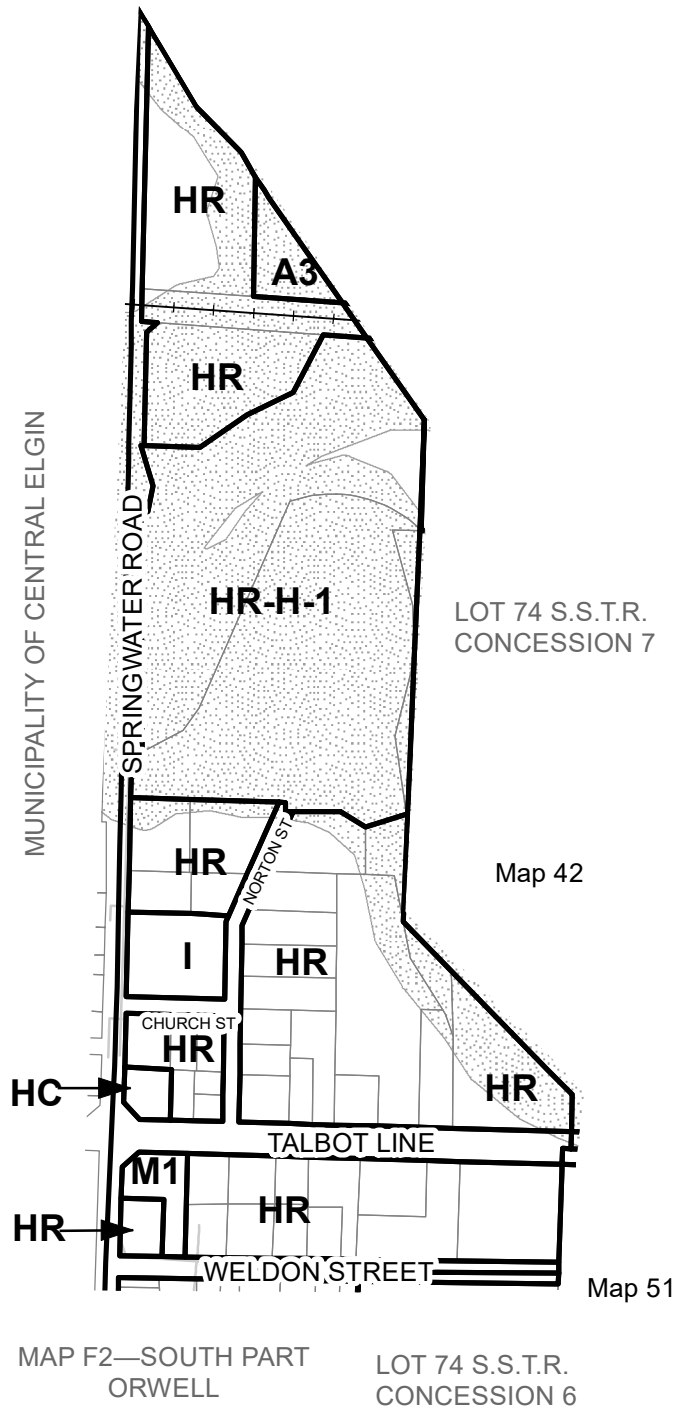 HR
A3
HR
MUNICIPALITY OF CENTRAL ELGIN
SPRINGWATER ROAD
HR-H-1
LOT 74 S.S.T.R.
CONCESSION 7
HR
NORTON ST
Map 42
I
HR
CHURCH ST
HR
HC
HR
TALBOT LINE
M1
HR
HR
WELDON STREET
Map 51
MAP F2—SOUTH PART
ORWELL
LOT 74 S.S.T.R.
CONCESSION 6